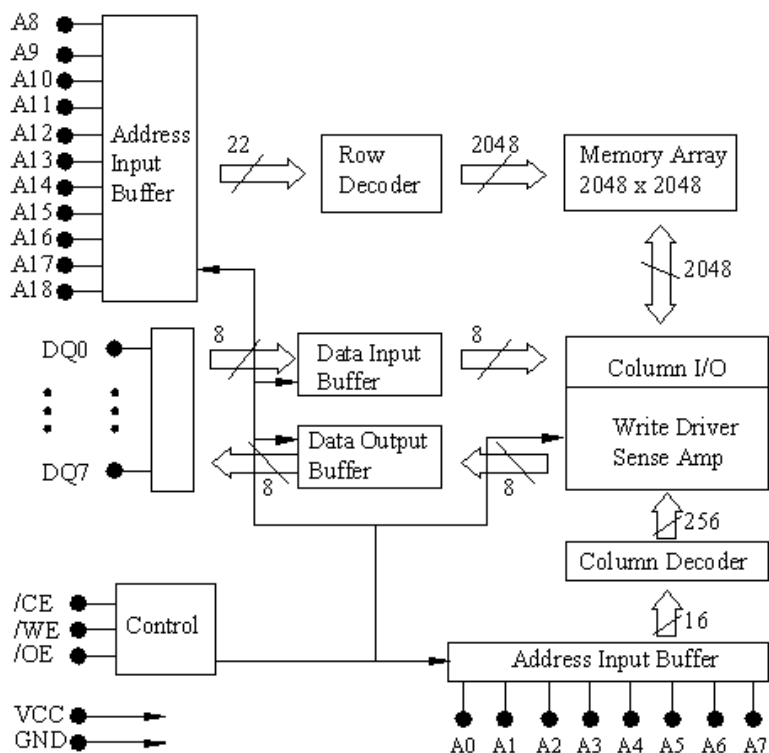 A8
A9
A10
A11
A12
A13
A14
A15
A16
A17
A18
Address
Input
Buffer
22
Row
Decoder
2048
Memory Array
2048 x 2048
2048
DQ0
DQ7
8
Data Input
Buffer
8
Column I/O
Data Output
Buffer
8
8
Write Driver
Sense Amp
256
Column Decoder
16
/CE
/WE
/OE
Control
Address Input Buffer
VCC
GND
A0 A1 A2 A3 A4 A5 A6 A7